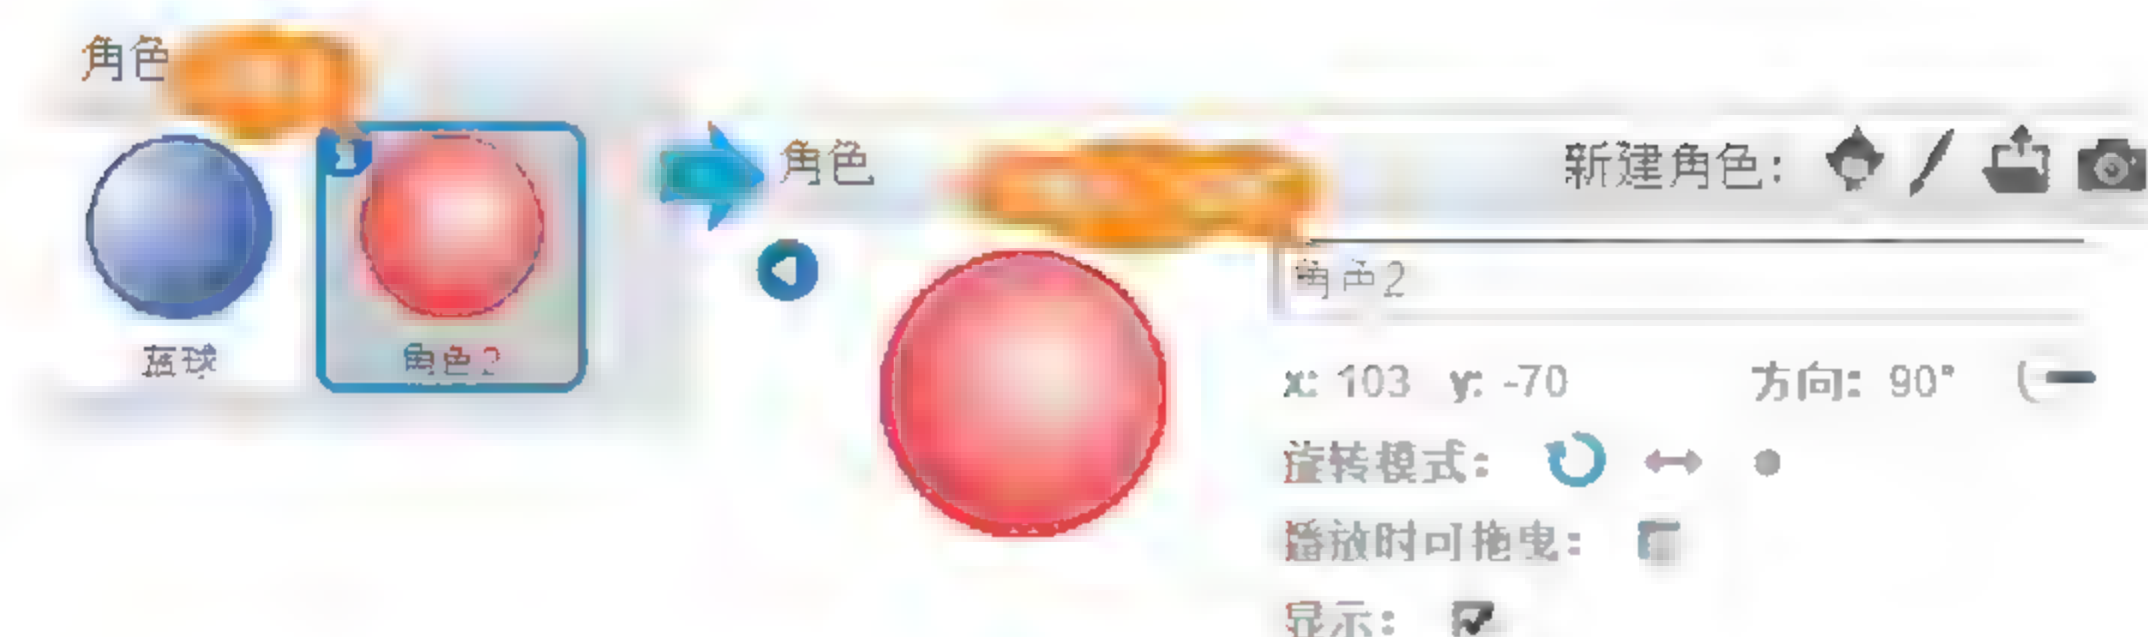 角色
蓝球
角色2
角色
新建角色：
角色2
x: 103 y: -70 方向: 90°
旋转模式:
播放时可拖曳:
显示: